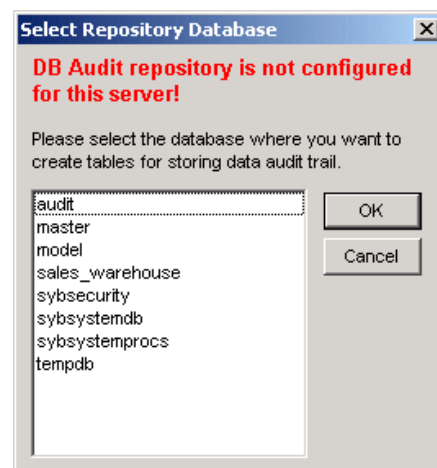 Select Repository Database
DB Audit repository is not configured
for this server!
Please select the database where you want to
create tables for storing data audit trail.
audit
master
model
sales_warehouse
sybsecurity
sybsystemdb
sybsystemprocs
tempdb
OK
Cancel